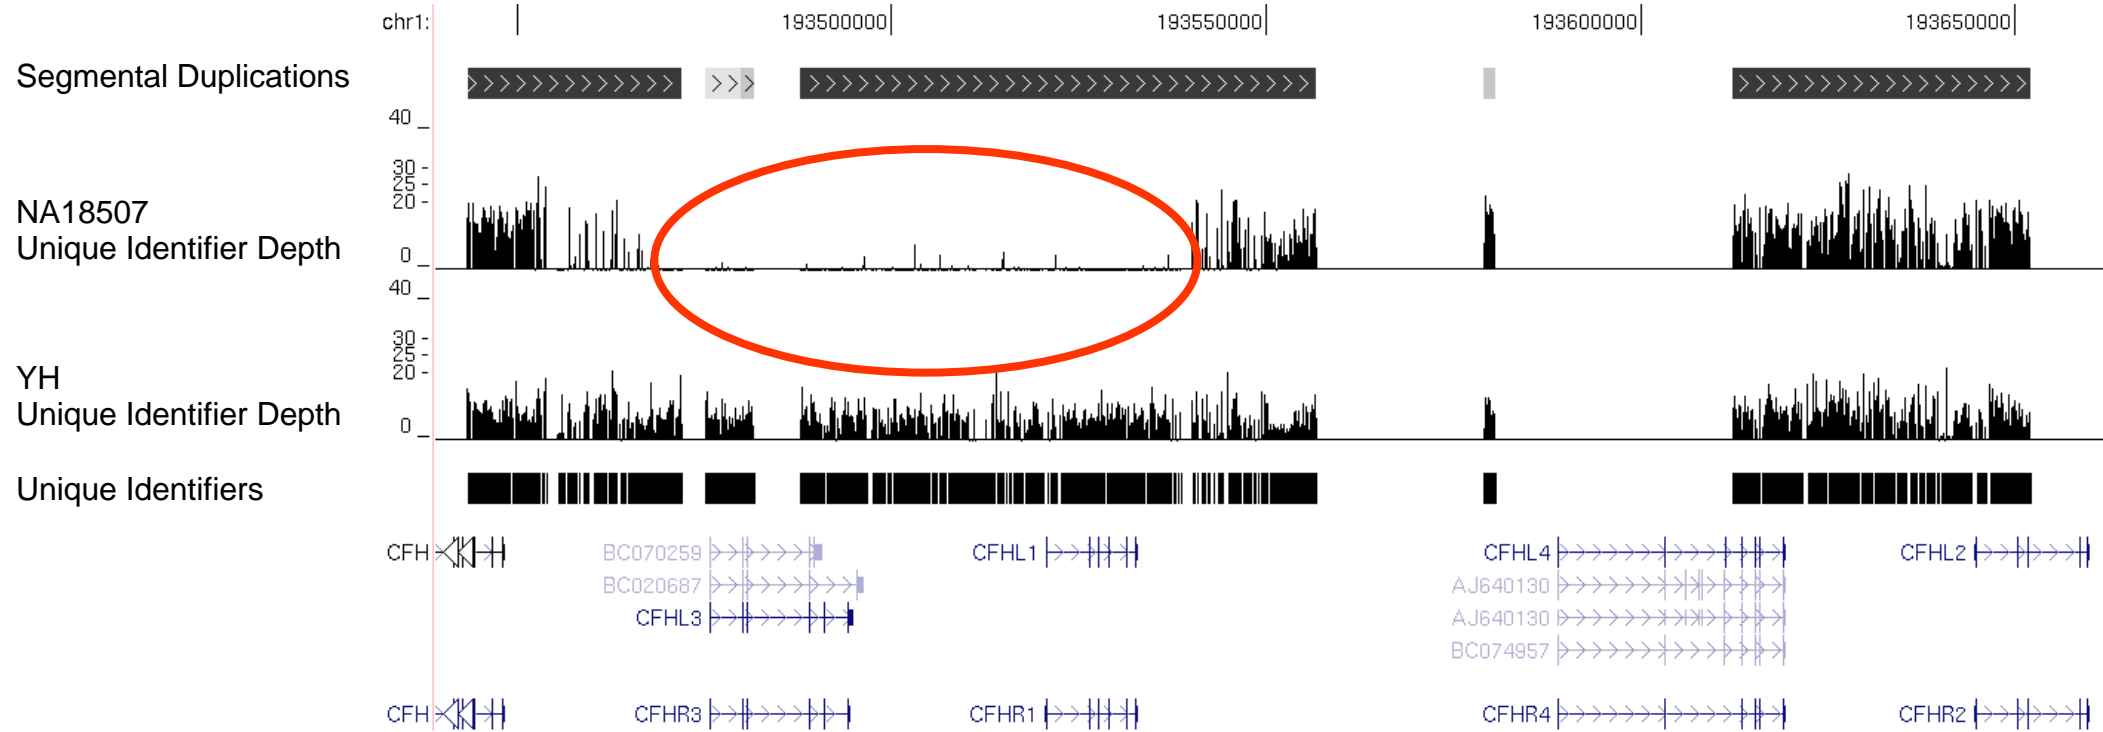 chr1: 193500000 193550000 193600000 193650000
Segmental Duplications
40
30
25
20
0
NA18507
Unique Identifier Depth
40
30
25
20
0
YH
Unique Identifier Depth
Unique Identifiers
CFH BC070259 CFHL1 CFHL4 CFHL2
BC020687 AJ640130
CFHL3 AJ640130
BC074957
CFH CFHR3 CFHR1 CFHR4 CFHR2